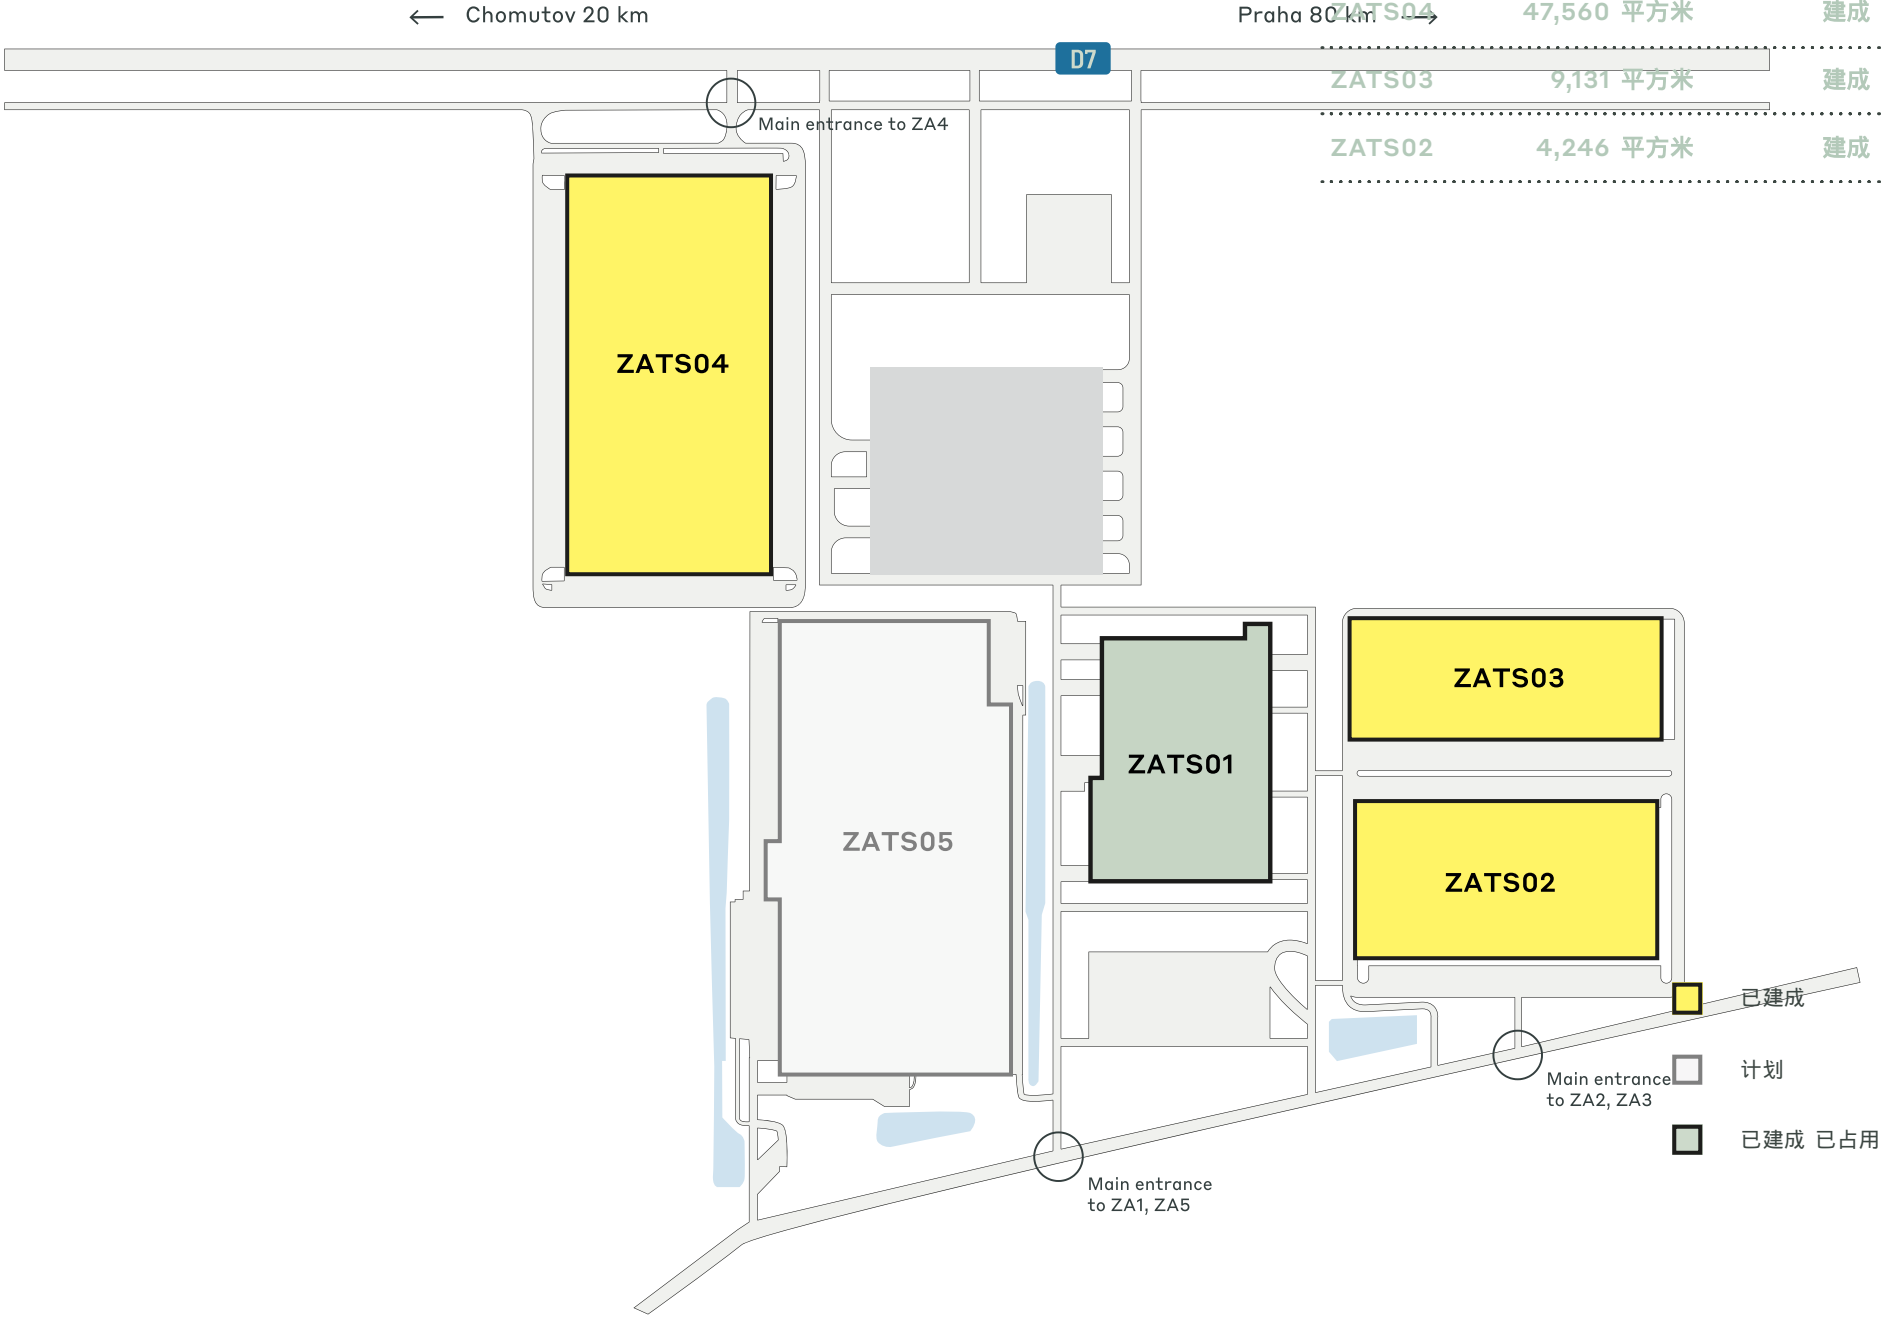 Chomutov 20 km
Praha 80 km
ZATS04 47,560 平方米 建成
D7
ZATS03 9,131 平方米 建成
Main entrance to ZA4
ZATS02 4,246 平方米 建成
ZATS04
ZATS03
ZATS01
ZATS05
ZATS02
已建成
计划
Main entrance
to ZA2, ZA3
已建成 已占用
Main entrance
to ZA1, ZA5